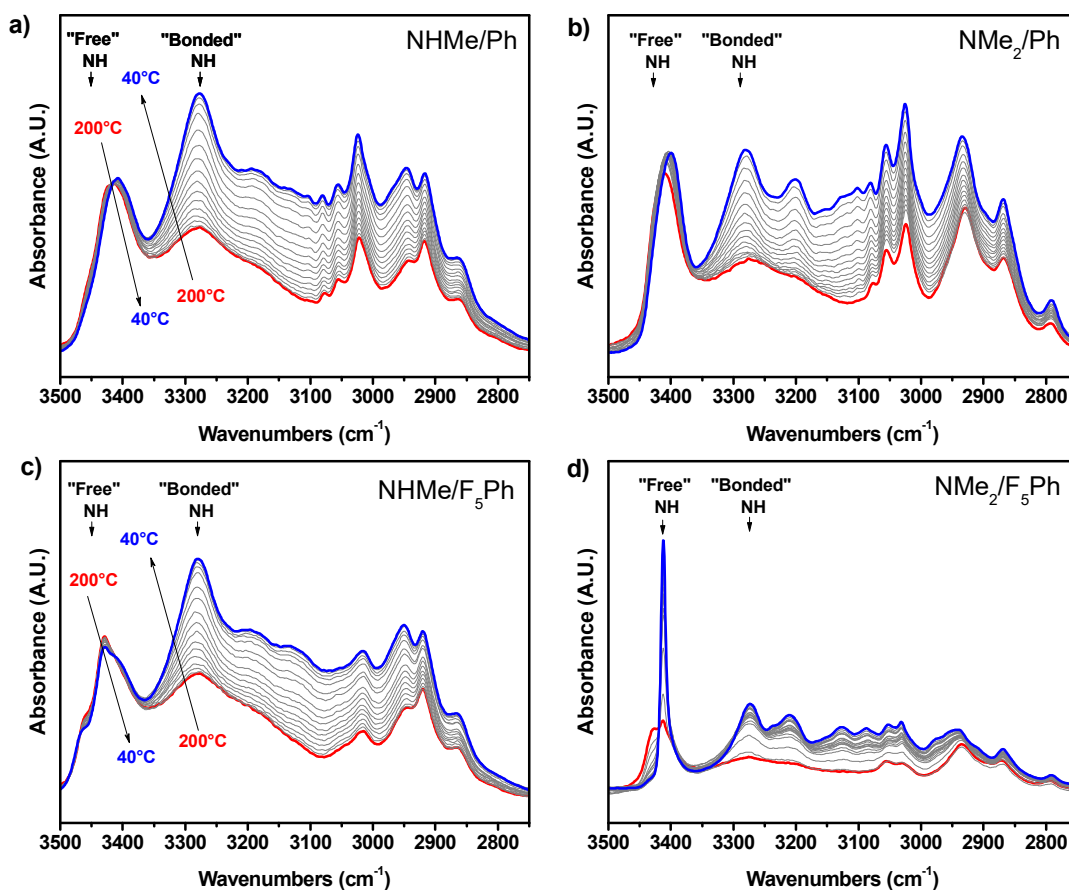 a)
NHMe/Ph
"Free"
NH
"Bonded"
NH
40°C
200°C
200°C
40°C
Absorbance (A.U.)
3500 3400 3300 3200 3100 3000 2900 2800
Wavenumbers (cm⁻¹)
b)
NMe₂/Ph
"Free"
NH
"Bonded"
NH
Absorbance (A.U.)
3500 3400 3300 3200 3100 3000 2900 2800
Wavenumbers (cm⁻¹)
c)
NHMe/F₅Ph
"Free"
NH
"Bonded"
NH
40°C
200°C
200°C
40°C
Absorbance (A.U.)
3500 3400 3300 3200 3100 3000 2900 2800
Wavenumbers (cm⁻¹)
d)
NMe₂/F₅Ph
"Free"
NH
"Bonded"
NH
Absorbance (A.U.)
3500 3400 3300 3200 3100 3000 2900 2800
Wavenumbers (cm⁻¹)